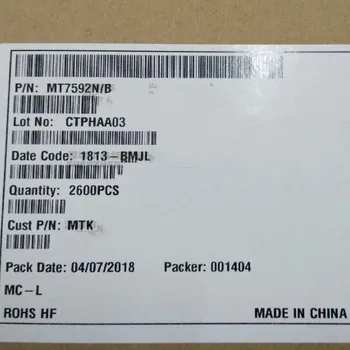 P/N: MT7592N/B
Lot No: CTPHAA03
Date Code: 1813-BMJL
Quantity: 2600PCS
Cust P/N: MTK
Pack Date: 04/07/2018 Packer: 001404
MC-L
ROHS HF MADE IN CHINA